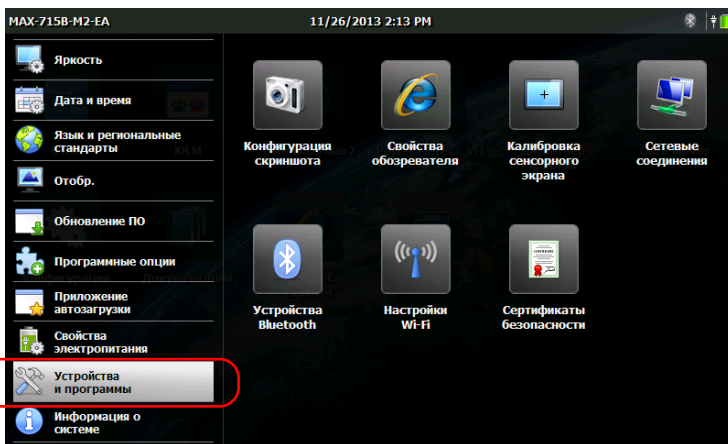 MAX-715B-M2-EA
11/26/2013 2:13 PM
Яркость
Дата и время
Язык и региональные
стандарты
Отобр.
Обновление ПО
Программные опции
Приложение
автозагрузки
Свойства
электропитания
Устройства
и программы
Информация о
системе
Конфигурация
скриншота
Свойства
обозревателя
Калибровка
сенсорного
экрана
Сетевые
соединения
Устройства
Bluetooth
Настройки
Wi-Fi
Сертификаты
безопасности